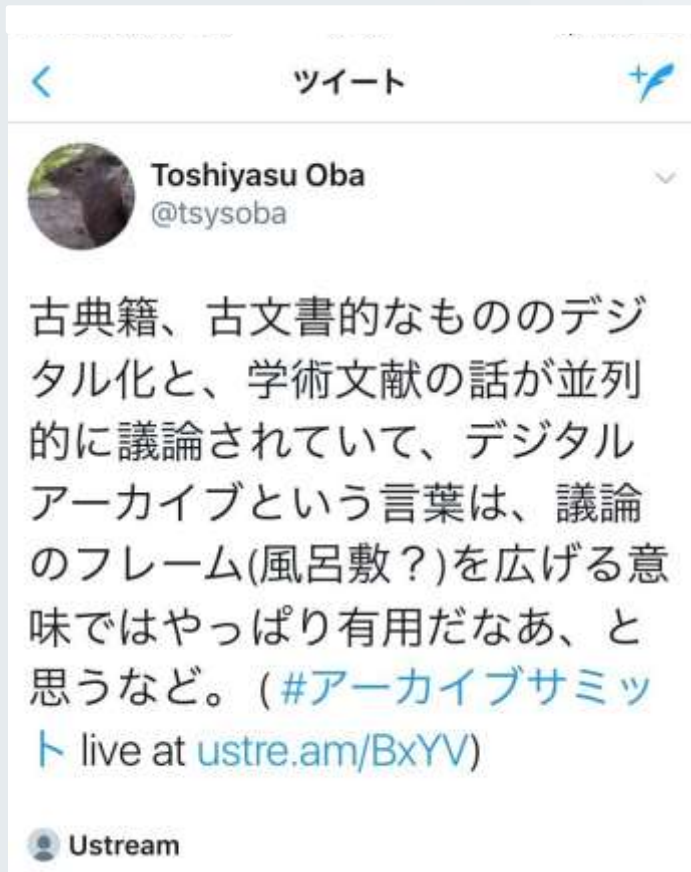 ツイート
Toshiyasu Oba
@tsysoba
古典籍、古文書的なもののデジ
タル化と、学術文献の話が並列
的に議論されていて、デジタル
アーカイブという言葉は、議論
のフレーム(風呂敷？)を広げる意
味ではやっぱり有用だなあ、と
思うなど。 ( #アーカイブサミッ
ト live at ustre.am/BxYV)
Ustream